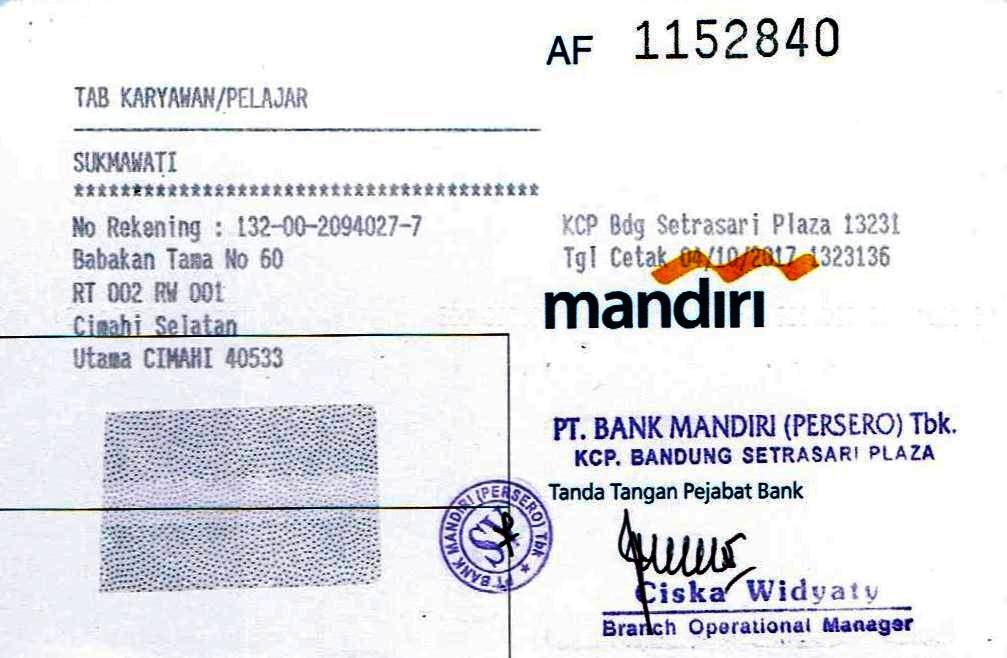 AF 1152840
TAB KARYAWAN/PELAJAR
SUKMAWATI
*********************************************
No Rekening : 132-00-2094027-7
Babakan Tama No 60
RT 002 RW 001
Cimahi Selatan
Utama CIMAHI 40533
KCP Bdg Setrasari Plaza 13231
Tgl Cetak 04/10/2017 1323136
mandiri
PT. BANK MANDIRI (PERSERO) Tbk.
KCP. BANDUNG SETRASARI PLAZA
Tanda Tangan Pejabat Bank
PT BANK MANDIRI (PERSERO) Tbk
Ciska Widyaty
Branch Operational Manager